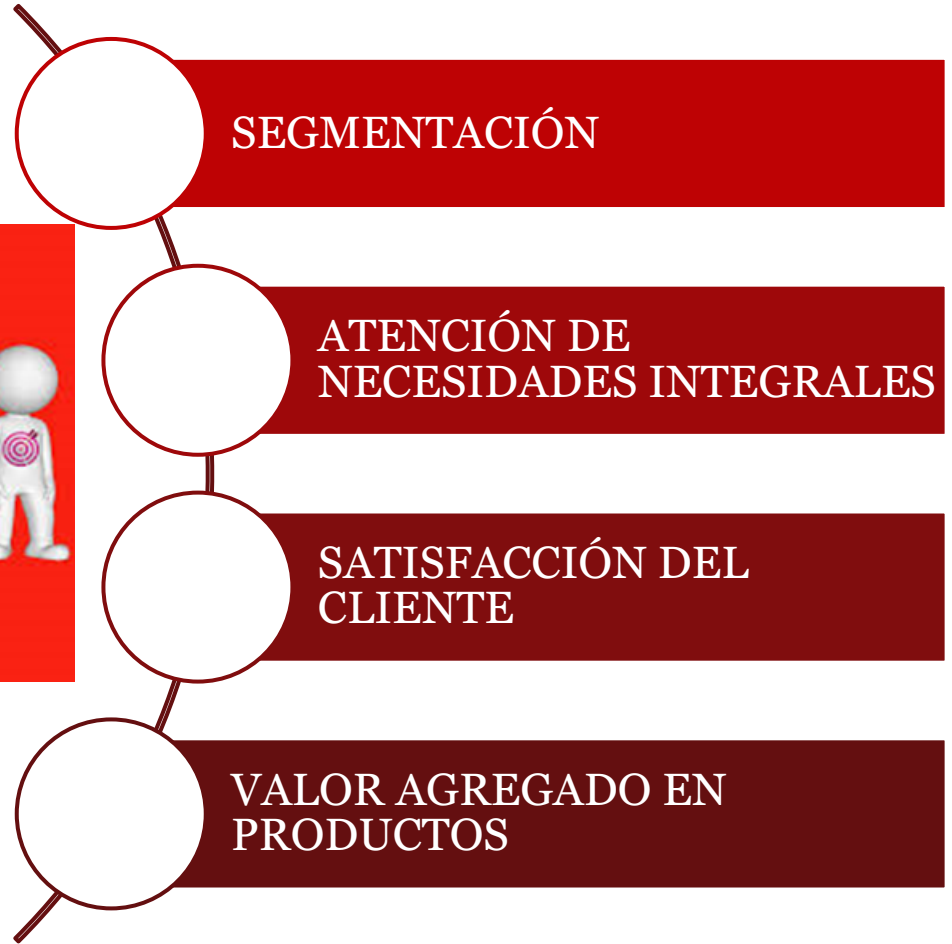 SEGMENTACIÓN
ATENCIÓN DE
NECESIDADES INTEGRALES
SATISFACCIÓN DEL
CLIENTE
VALOR AGREGADO EN
PRODUCTOS